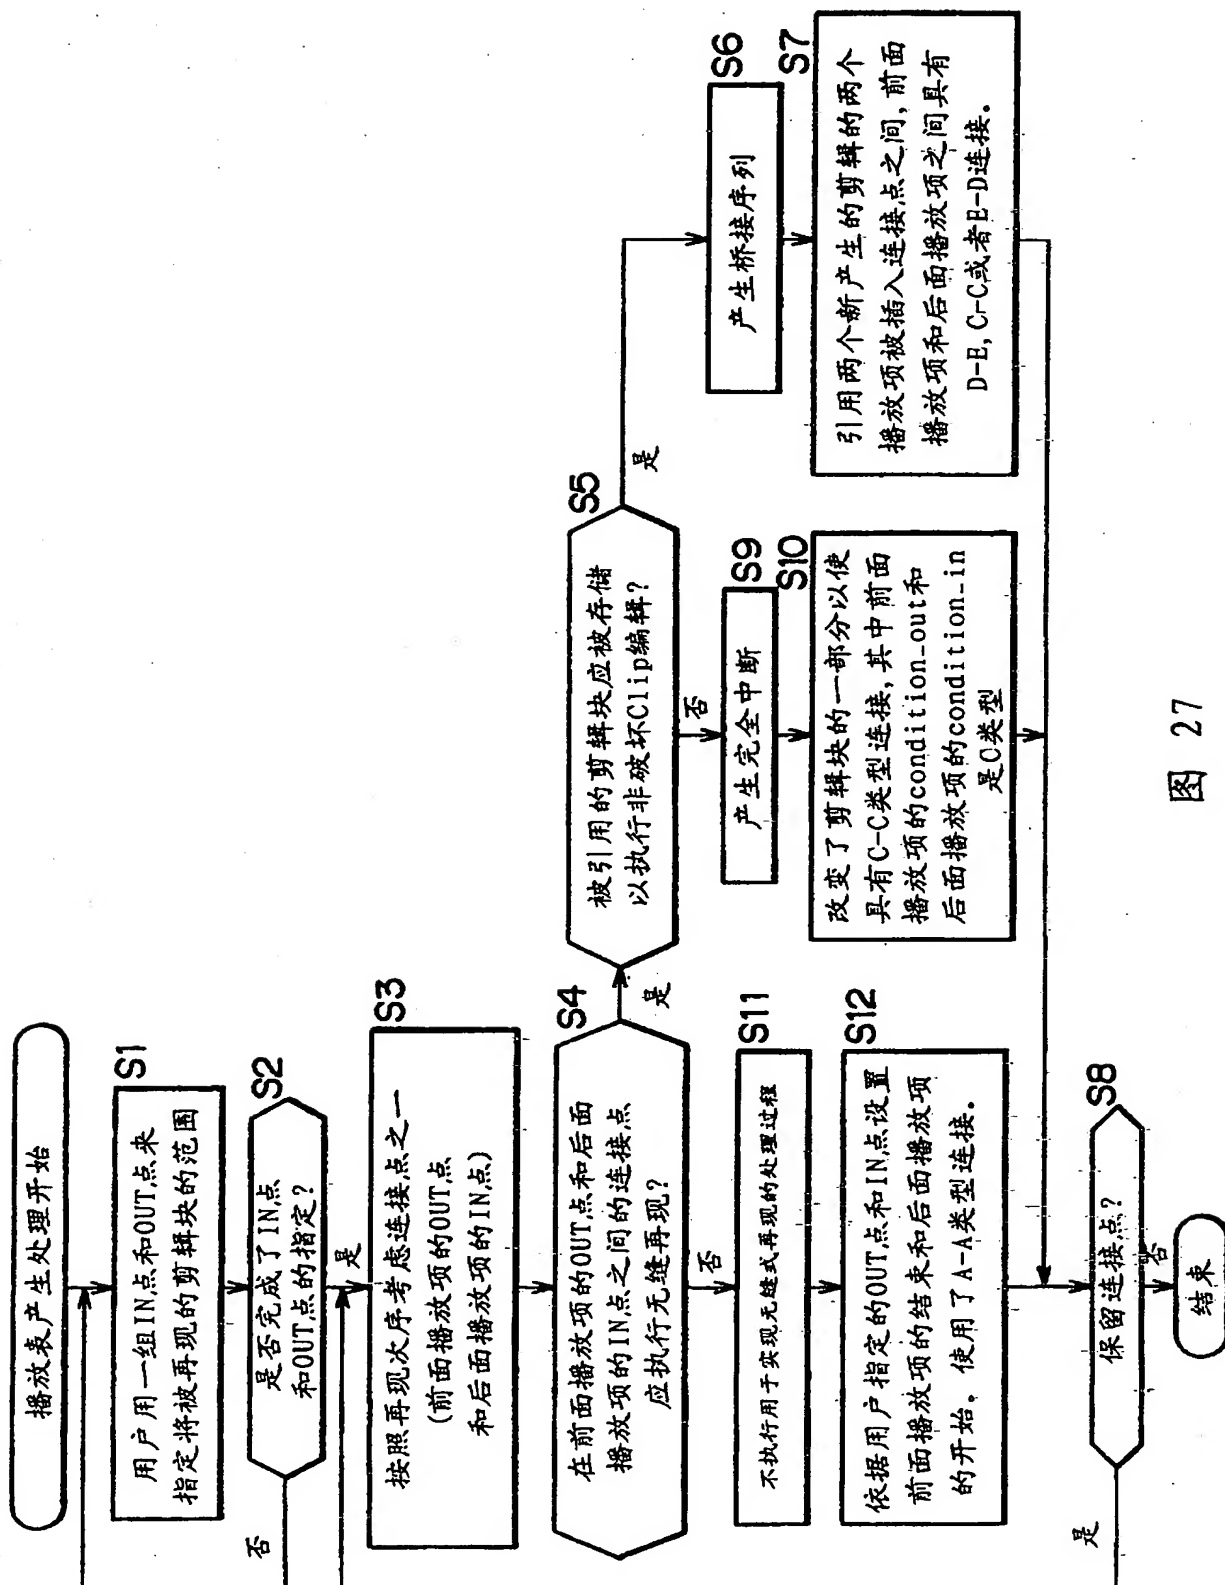 播放表产生处理开始
S1
用户用一组IN点和OUT点来
指定将被再现的剪辑块的范围
S2
是否完成了IN点
和OUT点的指定?
否
是
S3
按照再现次序考虑连接点之一
(前面播放项的OUT点
和后面播放项的IN点)
S4
在前面播放项的OUT点和后面
播放项的IN点之间的连接点
应执行无缝再现?
是
否
S5
被引用的剪辑块应被存储
以执行非破坏Clip编辑?
是
否
S6
产生桥接序列
S7
引用两个新产生的剪辑的两个
播放项被插入连接点之间,前面
播放项和后面播放项之间具有
D-E,C-C或者E-D连接。
S9
产生完全中断
S10
改变了剪辑块的一部分以使
具有C-C类型连接,其中前面
播放项的condition_out和
后面播放项的condition_in
是C类型
S11
不执行用于实现无缝式再现的处理过程
S12
依据用户指定的OUT点和IN点设置
前面播放项的结束和后面播放项
的开始。使用了A-A类型连接。
S8
保留连接点?
是
否
结束
图 27